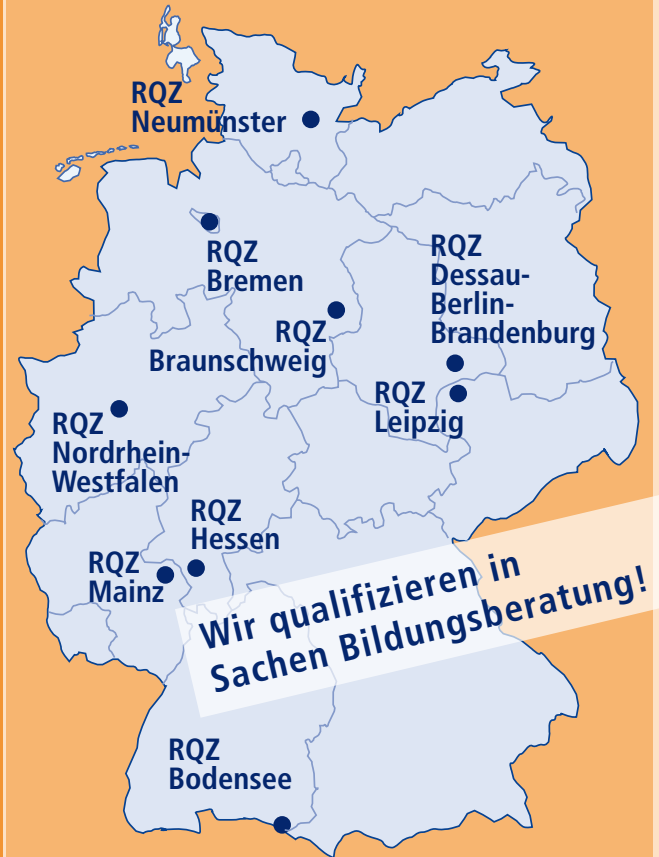 RQZ
Neumünster
RQZ
Bremen
RQZ
Dessau-
Berlin-
Brandenburg
RQZ
Braunschweig
RQZ
Leipzig
RQZ
Nordrhein-
Westfalen
RQZ
Hessen
RQZ
Mainz
Wir qualifizieren in
Sachen Bildungsberatung!
RQZ
Bodensee